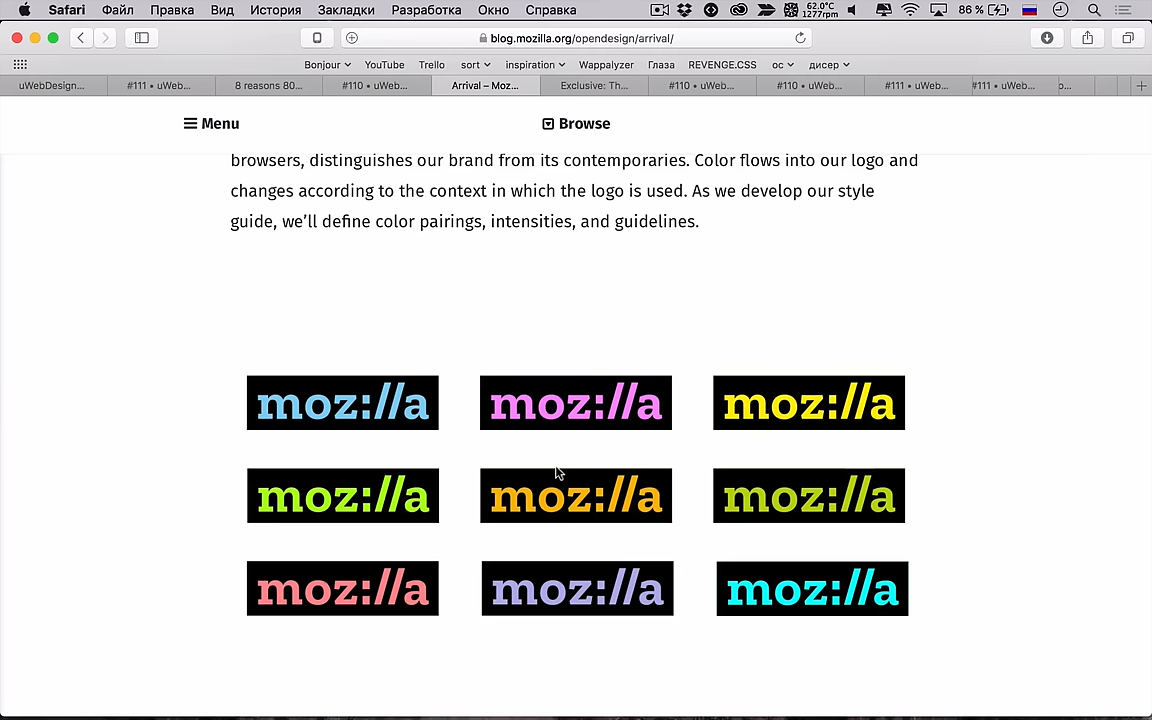 Safari Файл Правка Вид История Закладки Разработка Окно Справка 62.0°C 1277rpm 86 %
blog.mozilla.org/opendesign/arrival/
Bonjour YouTube Trello sort inspiration Wappalyzer Глаза REVENGE.CSS ос дисер
uWebDesign... #111 • uWeb... 8 reasons 80... #110 • uWeb... Arrival – Moz... Exclusive: Th... #110 • uWeb... #110 • uWeb... #111 • uWeb... #111 • uWe...
Menu Browse
browsers, distinguishes our brand from its contemporaries. Color flows into our logo and
changes according to the context in which the logo is used. As we develop our style
guide, we’ll define color pairings, intensities, and guidelines.
moz://a moz://a moz://a
moz://a moz://a moz://a
moz://a moz://a moz://a